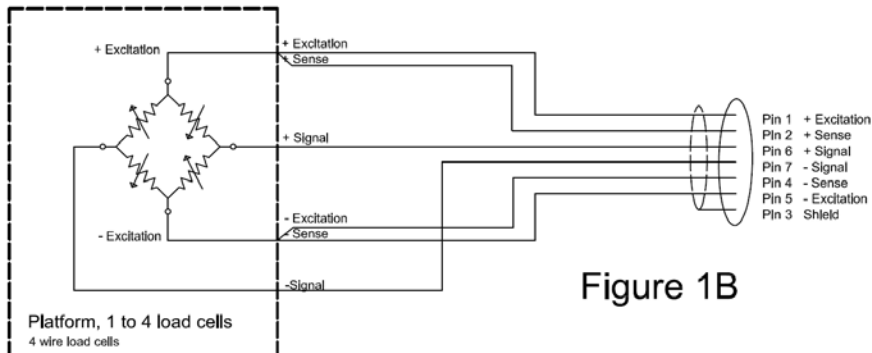 + Excitation
+ Excitation
+ Sense
+ Signal
- Excitation
- Excitation
- Sense
-Signal
Platform, 1 to 4 load cells
4 wire load cells
Pin 1 + Excitation
Pin 2 + Sense
Pin 6 + Signal
Pin 7 - Signal
Pin 4 - Sense
Pin 5 - Excitation
Pin 3 Shield
Figure 1B